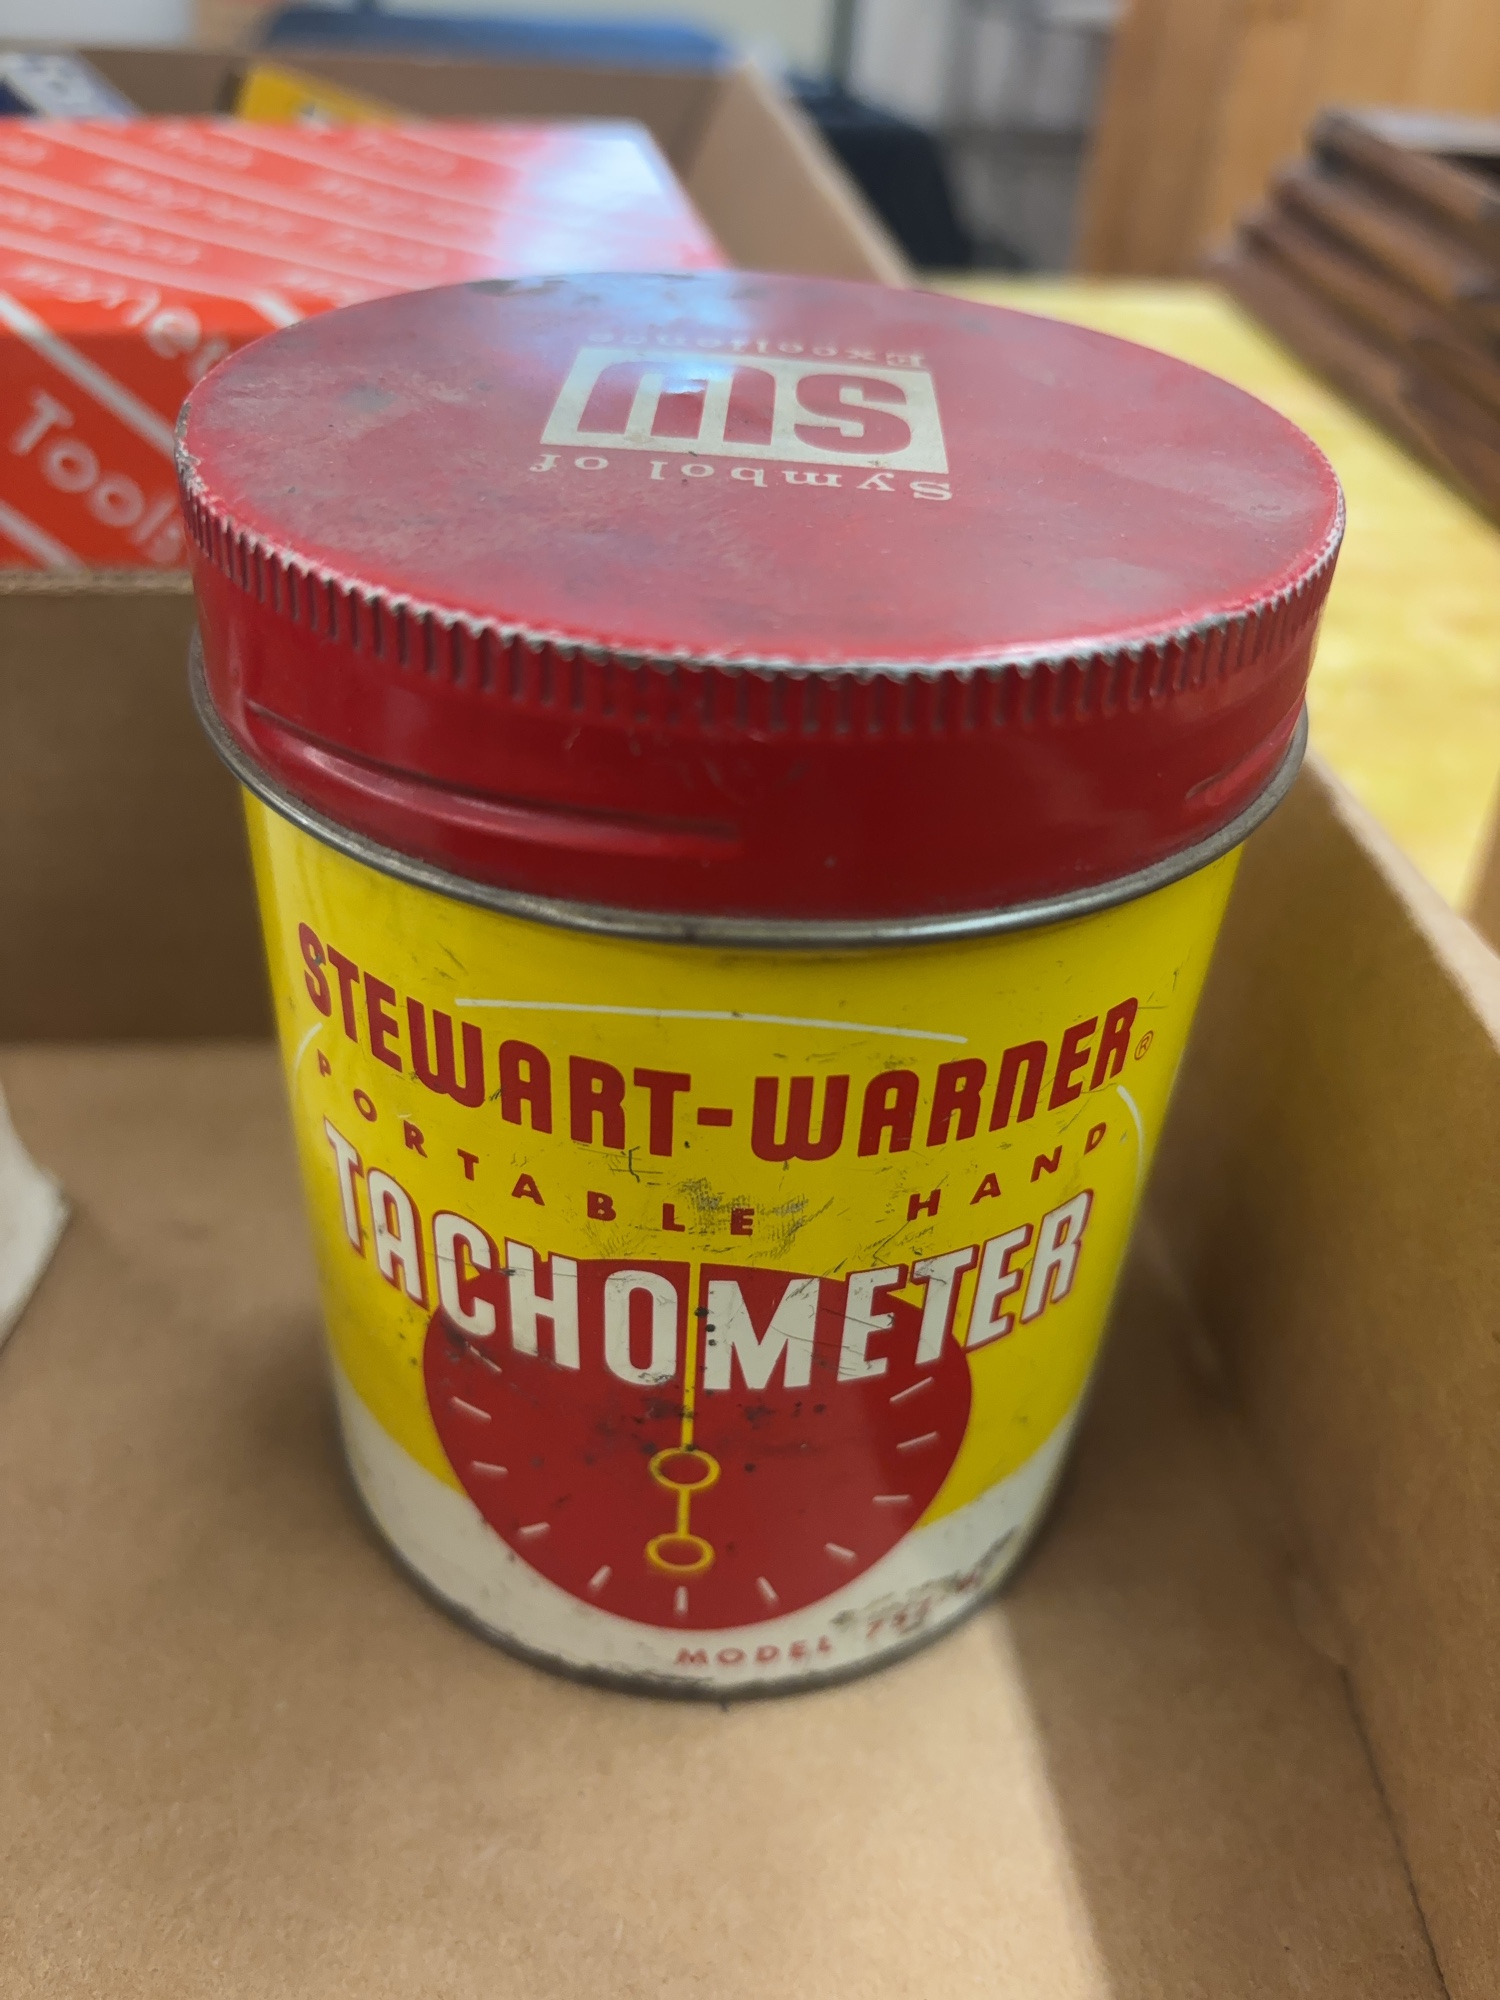 Symbol of
SW
Excellence
STEWART-WARNER®
PORTABLE HAND
TACHOMETER
MODEL
Tools